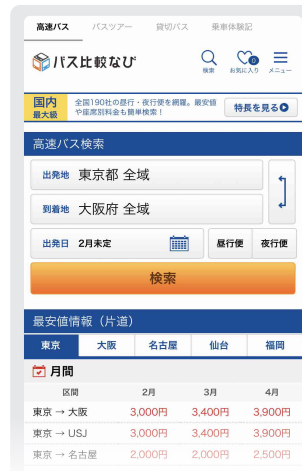 高速バス バスツアー 貸切バス 乗車体験記
バス比較なび
検索 0 お気に入り メニュー
国内 最大級
全国190社の昼行・夜行便を網羅。最安値
や座席別料金も簡単検索！
特長を見る
高速バス検索
出発地 東京都 全域
到着地 大阪府 全域
出発日 2月未定 昼行便 夜行便
検索
最安値情報（片道）
東京 大阪 名古屋 仙台 福岡
月間
区間 2月 3月 4月
東京 → 大阪 3,000円 3,400円 3,900円
東京 → USJ 3,000円 3,400円 3,900円
東京 → 名古屋 2,000円 2,000円 2,500円